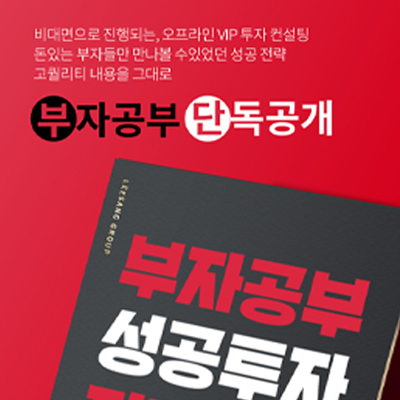 비대면으로 진행되는, 오프라인 VIP 투자 컨설팅
돈있는 부자들만 만나볼 수있었던 성공 전략
고퀄리티 내용을 그대로
부자공부 단독공개
LEESANG GROUP
부자공부
성공투자